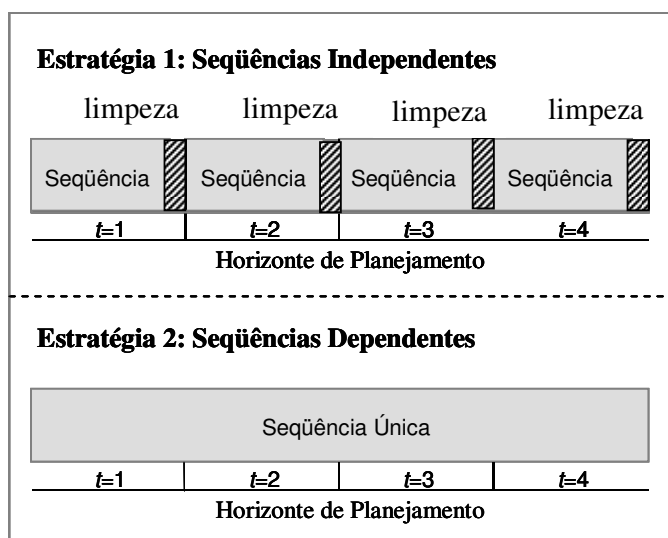 Estratégia 1: Seqüências Independentes
limpeza limpeza limpeza limpeza
Seqüência Seqüência Seqüência Seqüência
t=1 t=2 t=3 t=4
Horizonte de Planejamento
Estratégia 2: Seqüências Dependentes
Seqüência Única
t=1 t=2 t=3 t=4
Horizonte de Planejamento